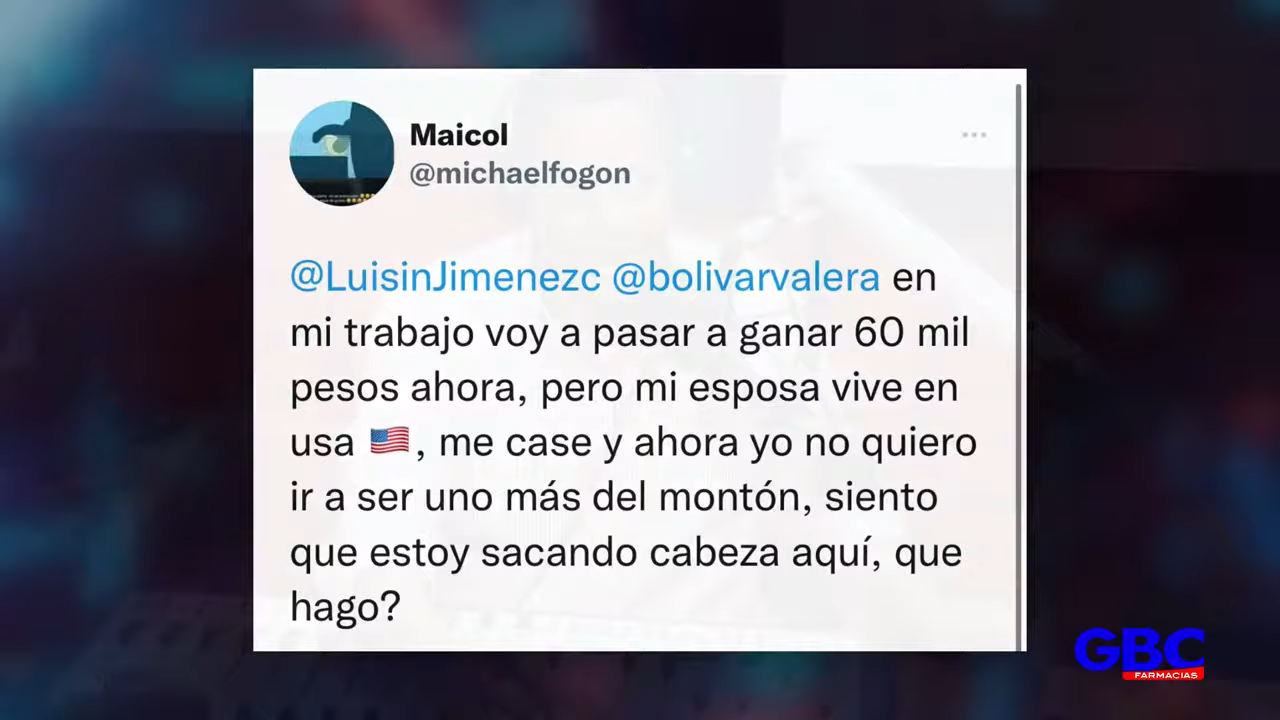 Maicol
@michaelfogon
@LuisinJimenezc @bolivarvalera en
mi trabajo voy a pasar a ganar 60 mil
pesos ahora, pero mi esposa vive en
usa 🇺🇸, me case y ahora yo no quiero
ir a ser uno más del montón, siento
que estoy sacando cabeza aquí, que
hago?
GBC
FARMACIAS